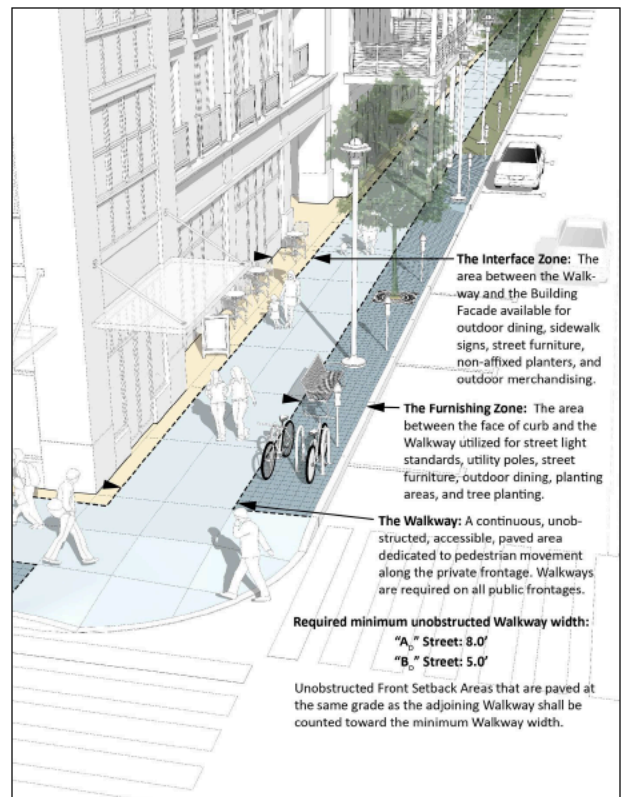 The Interface Zone: The
area between the Walk-
way and the Building
Facade available for
outdoor dining, sidewalk
signs, street furniture,
non-affixed planters, and
outdoor merchandising.
The Furnishing Zone: The area
between the face of curb and the
Walkway utilized for street light
standards, utility poles, street
furniture, outdoor dining, planting
areas, and tree planting.
The Walkway: A continuous, unob-
structed, accessible, paved area
dedicated to pedestrian movement
along the private frontage. Walkways
are required on all public frontages.
Required minimum unobstructed Walkway width:
"A_D" Street: 8.0'
"B_D" Street: 5.0'
Unobstructed Front Setback Areas that are paved at
the same grade as the adjoining Walkway shall be
counted toward the minimum Walkway width.